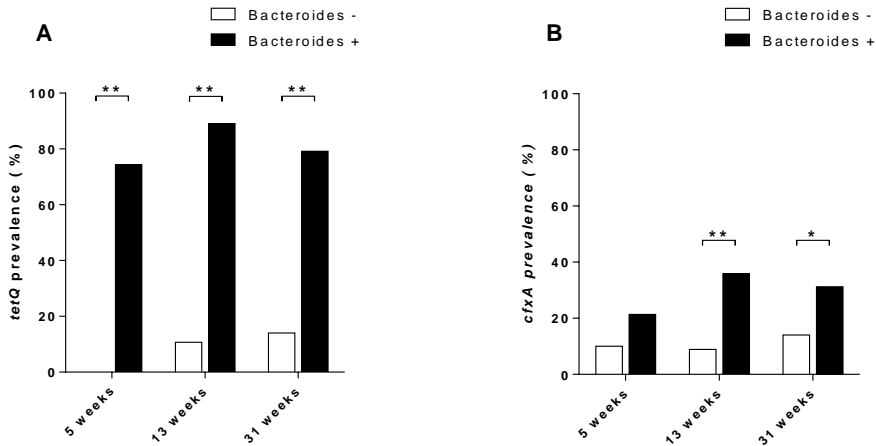 A
Bacteroides -
Bacteroides +
tetQ prevalence (%)
100
80
60
40
20
0
**
**
**
5 weeks
13 weeks
31 weeks
B
Bacteroides -
Bacteroides +
cfxA prevalence (%)
100
80
60
40
20
0
**
*
5 weeks
13 weeks
31 weeks